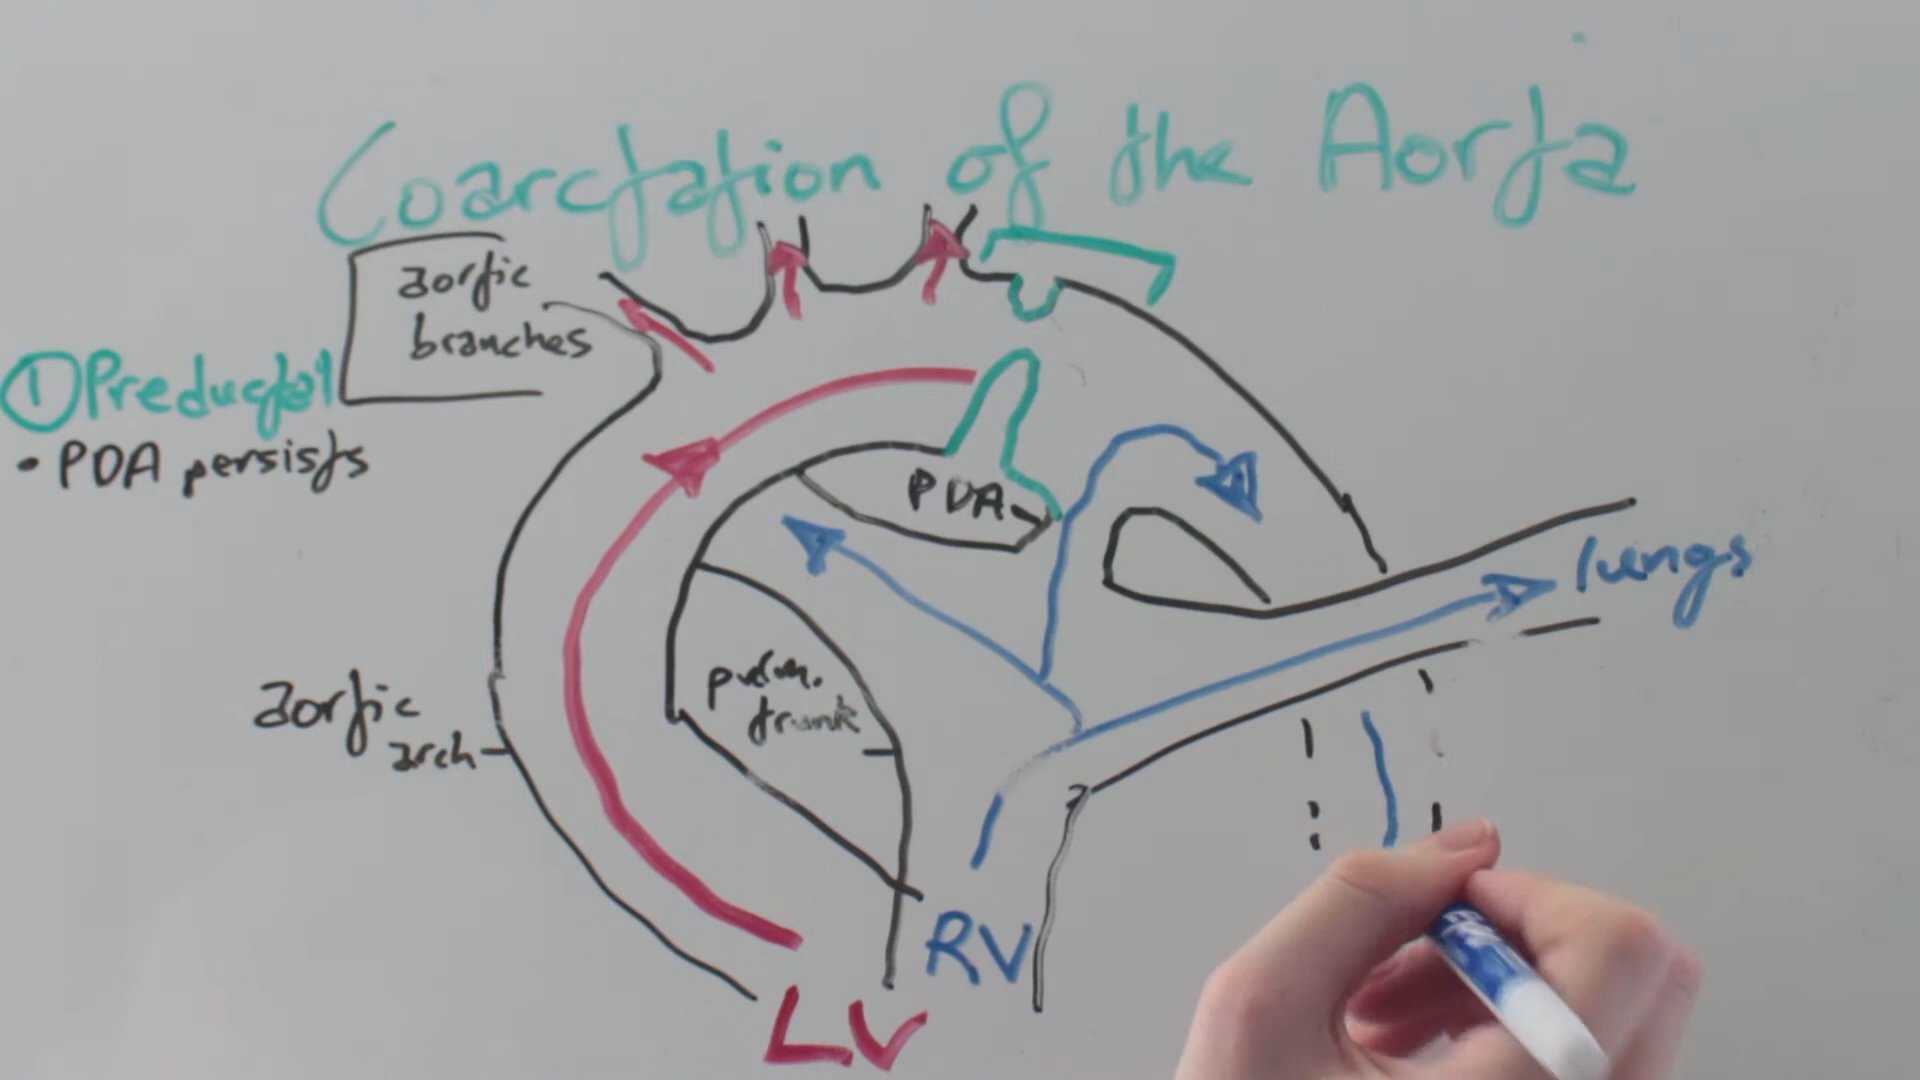 Coarctation of the Aorta
aortic
branches
① Preductal
• PDA persists
PDA
lungs
pulm.
trunk
aortic
arch
RV
LV